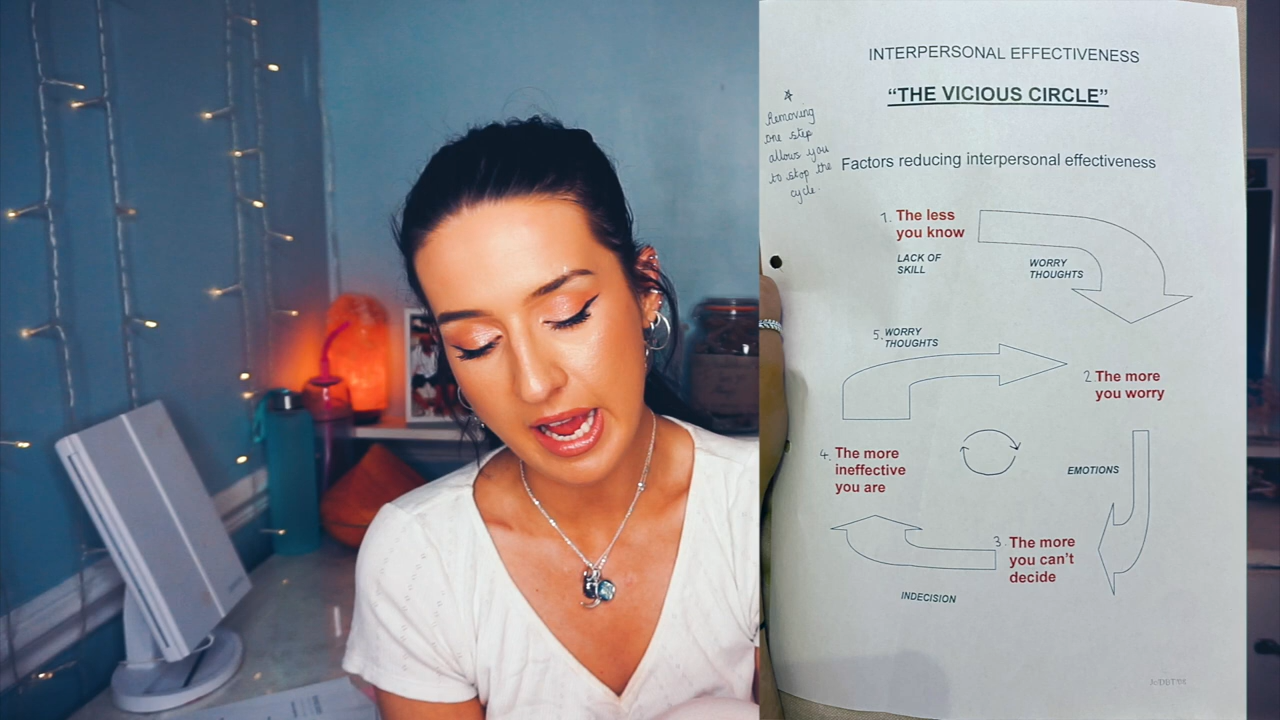 INTERPERSONAL EFFECTIVENESS
“THE VICIOUS CIRCLE”
☆
Removing
one step
allows you
to stop the
cycle.
Factors reducing interpersonal effectiveness
1. The less
you know
LACK OF
SKILL
WORRY
THOUGHTS
5. WORRY
THOUGHTS
2. The more
you worry
4. The more
ineffective
you are
EMOTIONS
3. The more
you can’t
decide
INDECISION